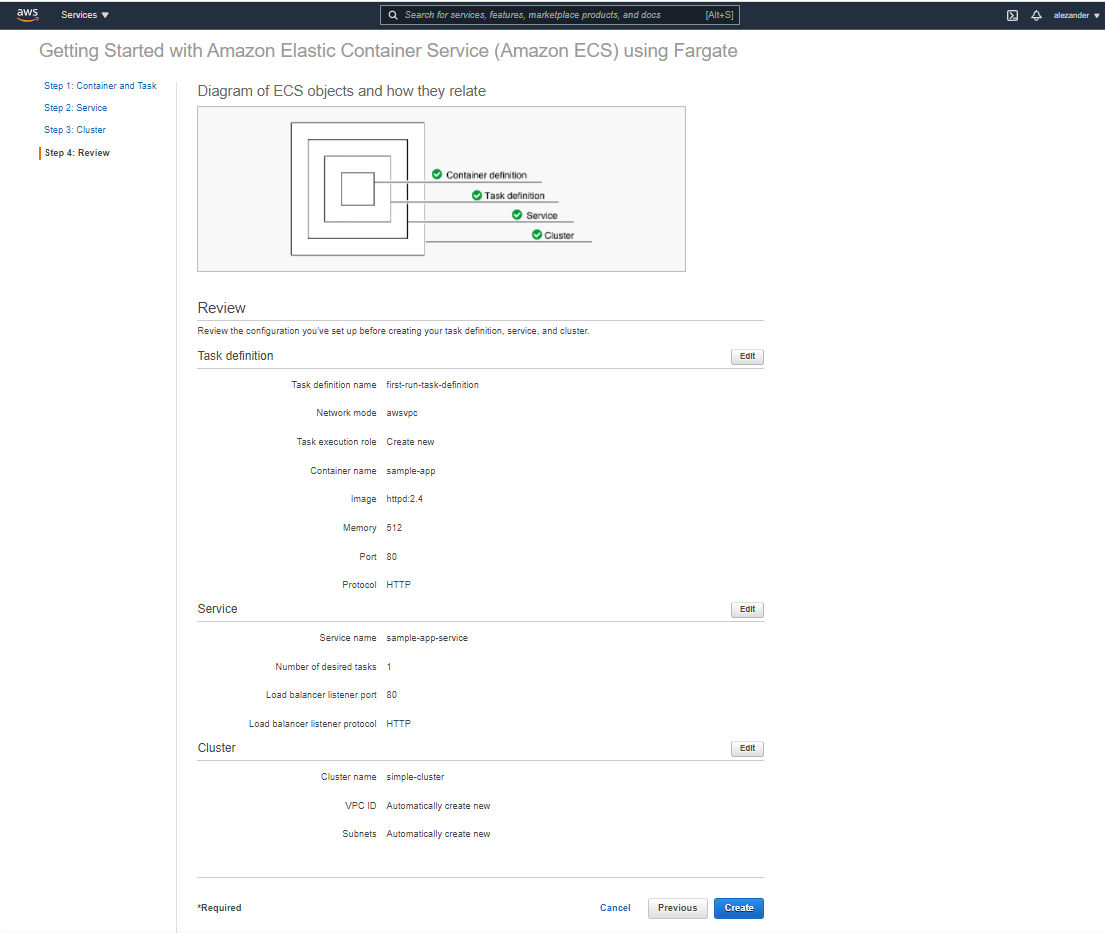 aws Services Search for services, features, marketplace products, and docs [Alt+S] alezander
Getting Started with Amazon Elastic Container Service (Amazon ECS) using Fargate
Step 1: Container and Task
Step 2: Service
Step 3: Cluster
Step 4: Review
Diagram of ECS objects and how they relate
Container definition
Task definition
Service
Cluster
Review
Review the configuration you've set up before creating your task definition, service, and cluster.
Task definition Edit
Task definition name first-run-task-definition
Network mode awsvpc
Task execution role Create new
Container name sample-app
Image httpd:2.4
Memory 512
Port 80
Protocol HTTP
Service Edit
Service name sample-app-service
Number of desired tasks 1
Load balancer listener port 80
Load balancer listener protocol HTTP
Cluster Edit
Cluster name simple-cluster
VPC ID Automatically create new
Subnets Automatically create new
*Required Cancel Previous Create